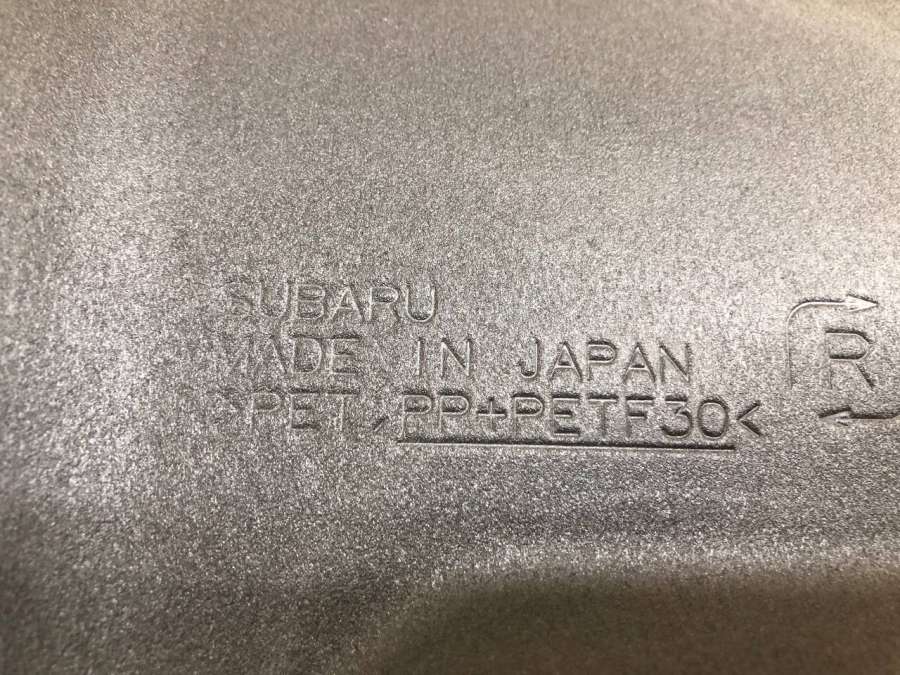 SUBARU
MADE IN JAPAN
>PET,PP+PETF30<
R